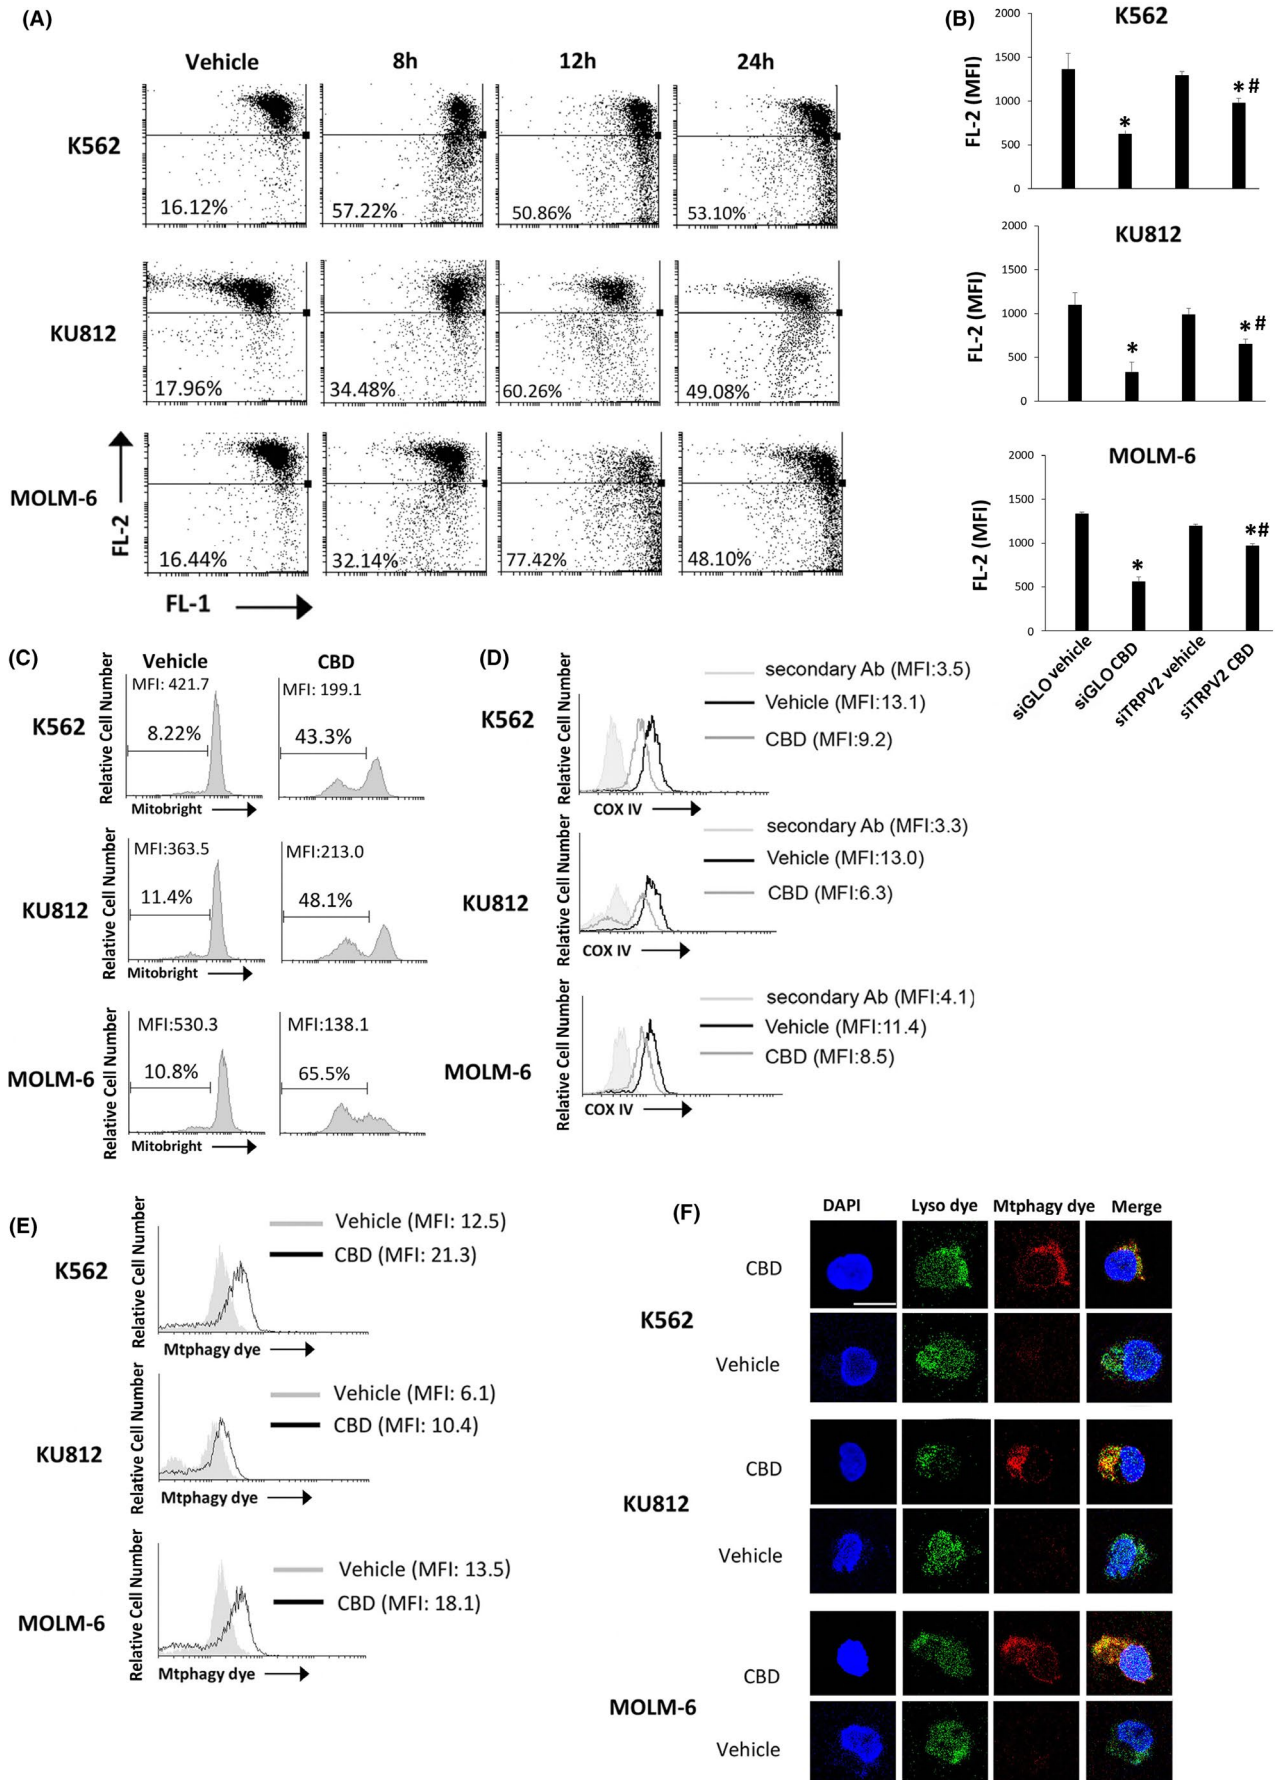 (A)
Vehicle 8h 12h 24h
K562
16.12% 57.22% 50.86% 53.10%
KU812
17.96% 34.48% 60.26% 49.08%
MOLM-6
16.44% 32.14% 77.42% 48.10%
FL-2
FL-1
(B)
K562
FL-2 (MFI)
2000
1500
1000
500
0
*
*#
KU812
FL-2 (MFI)
2000
1500
1000
500
0
*
*#
MOLM-6
FL-2 (MFI)
2000
1500
1000
500
0
*
*#
siGLO vehicle
siGLO CBD
siTRPV2 vehicle
siTRPV2 CBD
(C)
Vehicle CBD
K562
Relative Cell Number
MFI: 421.7 MFI: 199.1
8.22% 43.3%
Mitobright
KU812
Relative Cell Number
MFI:363.5 MFI:213.0
11.4% 48.1%
Mitobright
MOLM-6
Relative Cell Number
MFI:530.3 MFI:138.1
10.8% 65.5%
Mitobright
(D)
K562
Relative Cell Number
secondary Ab (MFI:3.5)
Vehicle (MFI:13.1)
CBD (MFI:9.2)
COX IV
KU812
Relative Cell Number
secondary Ab (MFI:3.3)
Vehicle (MFI:13.0)
CBD (MFI:6.3)
COX IV
MOLM-6
Relative Cell Number
secondary Ab (MFI:4.1)
Vehicle (MFI:11.4)
CBD (MFI:8.5)
COX IV
(E)
K562
Relative Cell Number
Vehicle (MFI: 12.5)
CBD (MFI: 21.3)
Mtphagy dye
KU812
Relative Cell Number
Vehicle (MFI: 6.1)
CBD (MFI: 10.4)
Mtphagy dye
MOLM-6
Relative Cell Number
Vehicle (MFI: 13.5)
CBD (MFI: 18.1)
Mtphagy dye
(F)
DAPI Lyso dye Mtphagy dye Merge
K562
CBD
Vehicle
KU812
CBD
Vehicle
MOLM-6
CBD
Vehicle